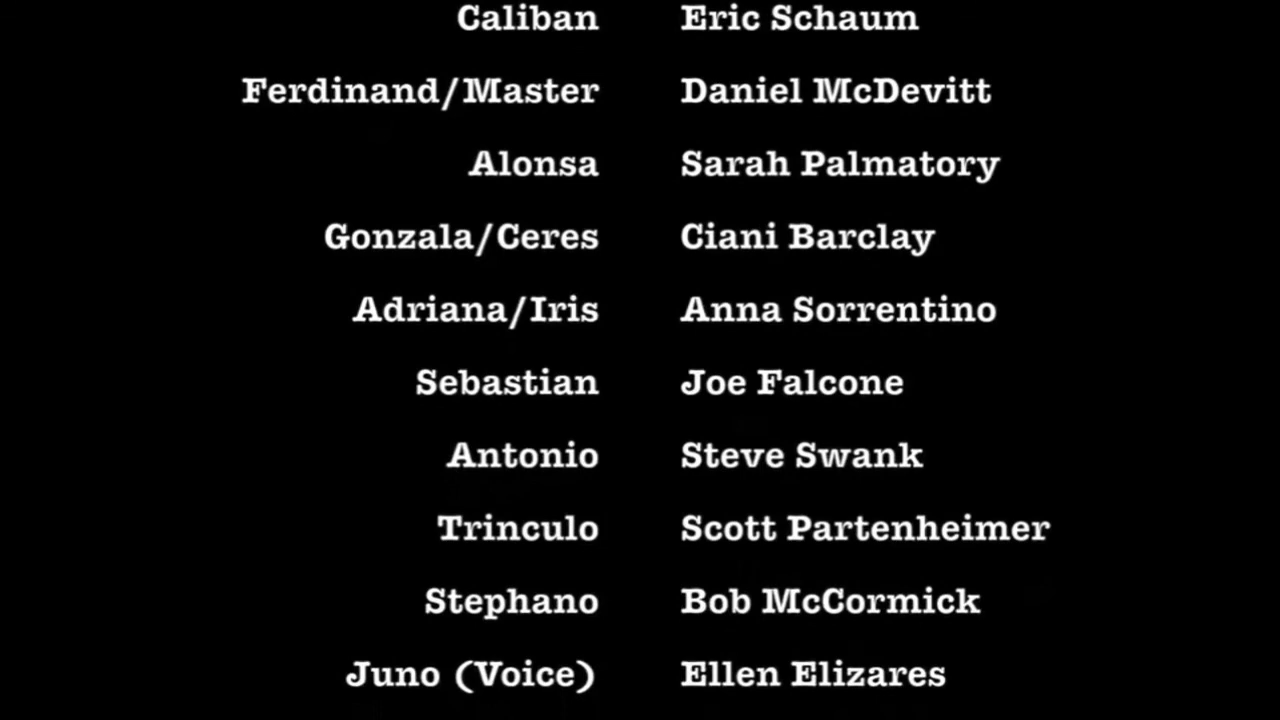 Caliban Eric Schaum
Ferdinand/Master Daniel McDevitt
Alonsa Sarah Palmatory
Gonzala/Ceres Ciani Barclay
Adriana/Iris Anna Sorrentino
Sebastian Joe Falcone
Antonio Steve Swank
Trinculo Scott Partenheimer
Stephano Bob McCormick
Juno (Voice) Ellen Elizares